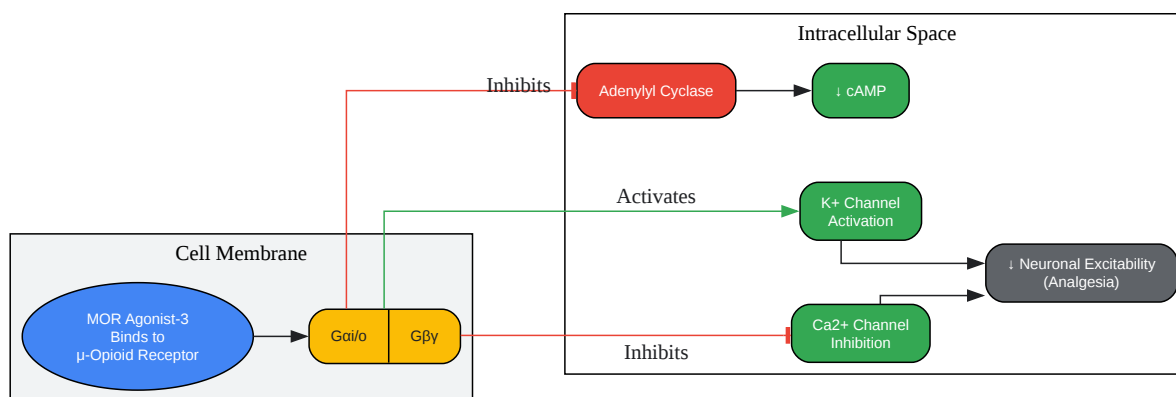 Intracellular Space
Inhibits
Adenylyl Cyclase
↓ cAMP
Activates
K+ Channel
Activation
Cell Membrane
↓ Neuronal Excitability
(Analgesia)
MOR Agonist-3
Binds to
μ-Opioid Receptor
Gαi/o
Gβγ
Inhibits
Ca2+ Channel
Inhibition